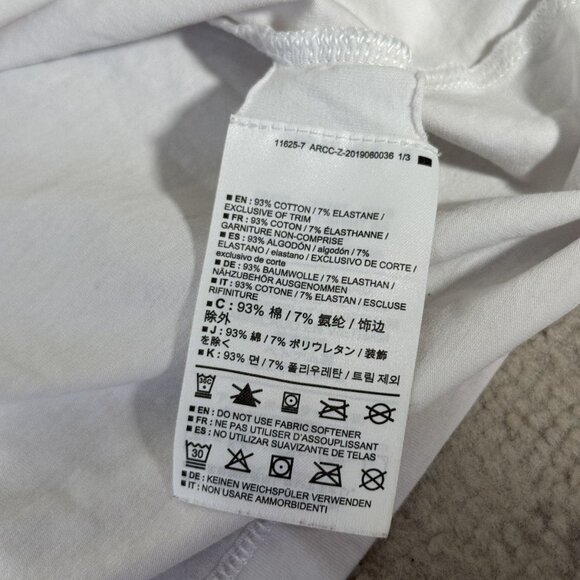 11625-7 ARCC-Z-2019060036 1/3
EN : 93% COTTON / 7% ELASTANE /
EXCLUSIVE OF TRIM
FR : 93% COTON / 7% ÉLASTHANNE /
GARNITURE NON-COMPRISE
ES : 93% ALGODÓN / algodón / 7%
ELASTANO / elastano / EXCLUSIVO DE CORTE /
exclusivo de corte
DE : 93% BAUMWOLLE / 7% ELASTHAN /
NÄHZUBEHÖR AUSGENOMMEN
IT : 93% COTONE / 7% ELASTAN / ESCLUSE
RIFINITURE
C : 93% 棉 / 7% 氨纶 / 饰边
除外
J : 93% 綿 / 7% ポリウレタン / 装飾
を除く
K : 93% 면 / 7% 폴리우레탄 / 트림 제외
30C
EN : DO NOT USE FABRIC SOFTENER
FR : NE PAS UTILISER D'ASSOUPLISSANT
ES : NO UTILIZAR SUAVIZANTE DE TELAS
30
DE : KEINEN WEICHSPÜLER VERWENDEN
IT : NON USARE AMMORBIDENTI